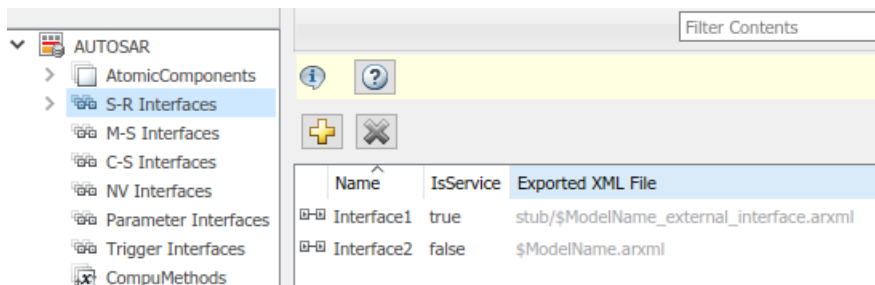 Filter Contents
AUTOSAR
AtomicComponents
S-R Interfaces
M-S Interfaces
C-S Interfaces
NV Interfaces
Parameter Interfaces
Trigger Interfaces
CompuMethods
Name IsService Exported XML File
Interface1 true stub/$ModelName_external_interface.arxml
Interface2 false $ModelName.arxml